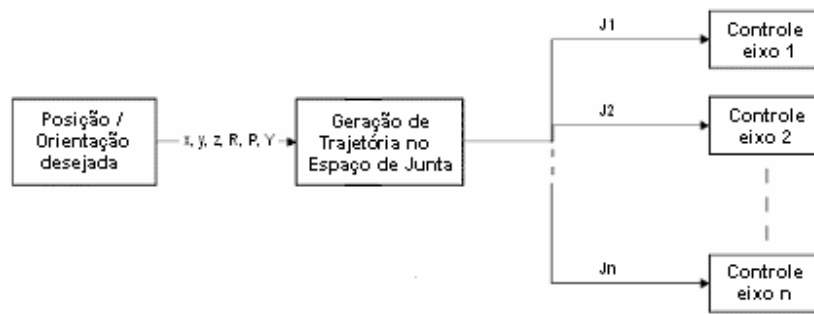 Posição /
Orientação
desejada
x, y, z, R, P, Y
Geração de
Trajetória no
Espaço de Junta
J1
Controle
eixo 1
J2
Controle
eixo 2
Jn
Controle
eixo n